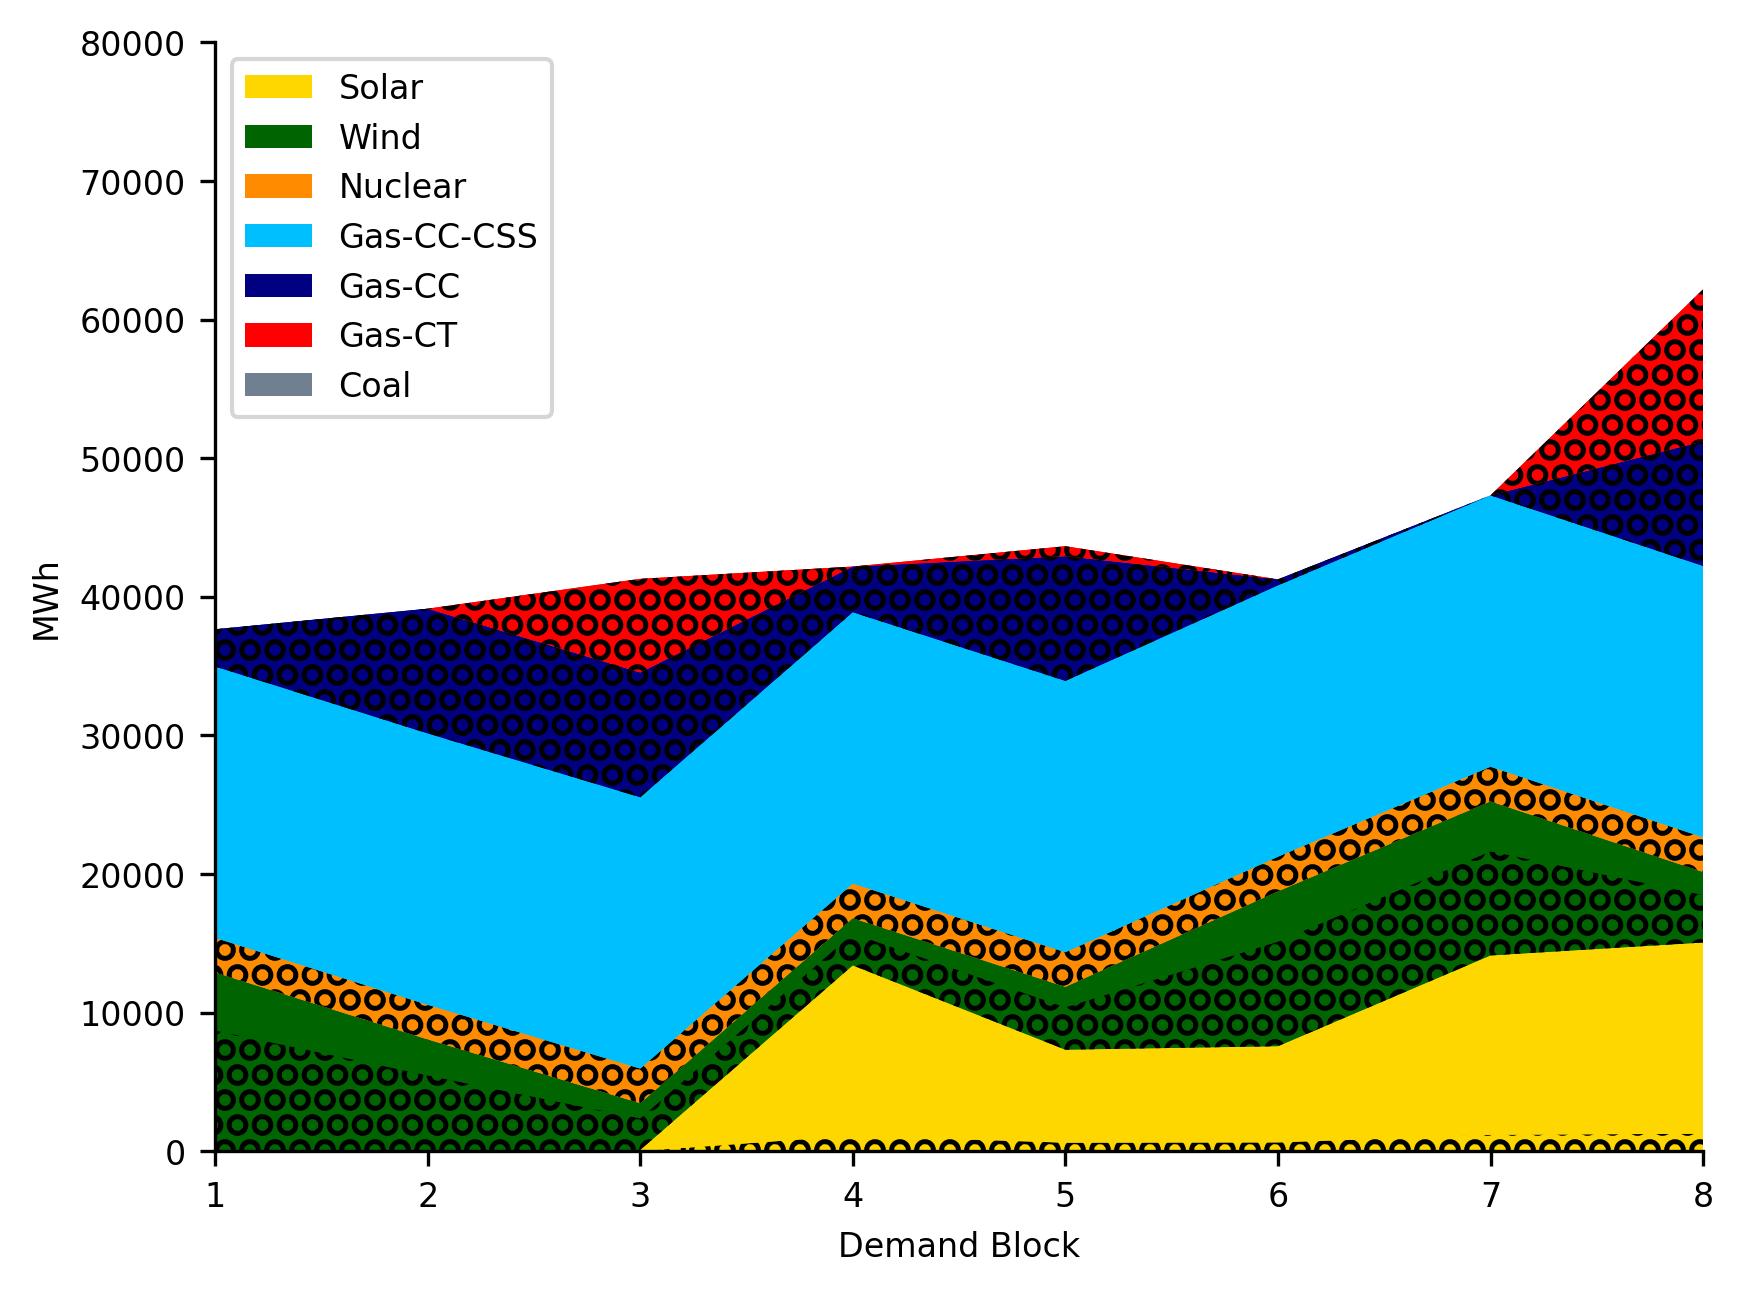 80000
70000
60000
50000
40000
30000
20000
10000
0
MWh
Solar
Wind
Nuclear
Gas-CC-CSS
Gas-CC
Gas-CT
Coal
1 2 3 4 5 6 7 8
Demand Block